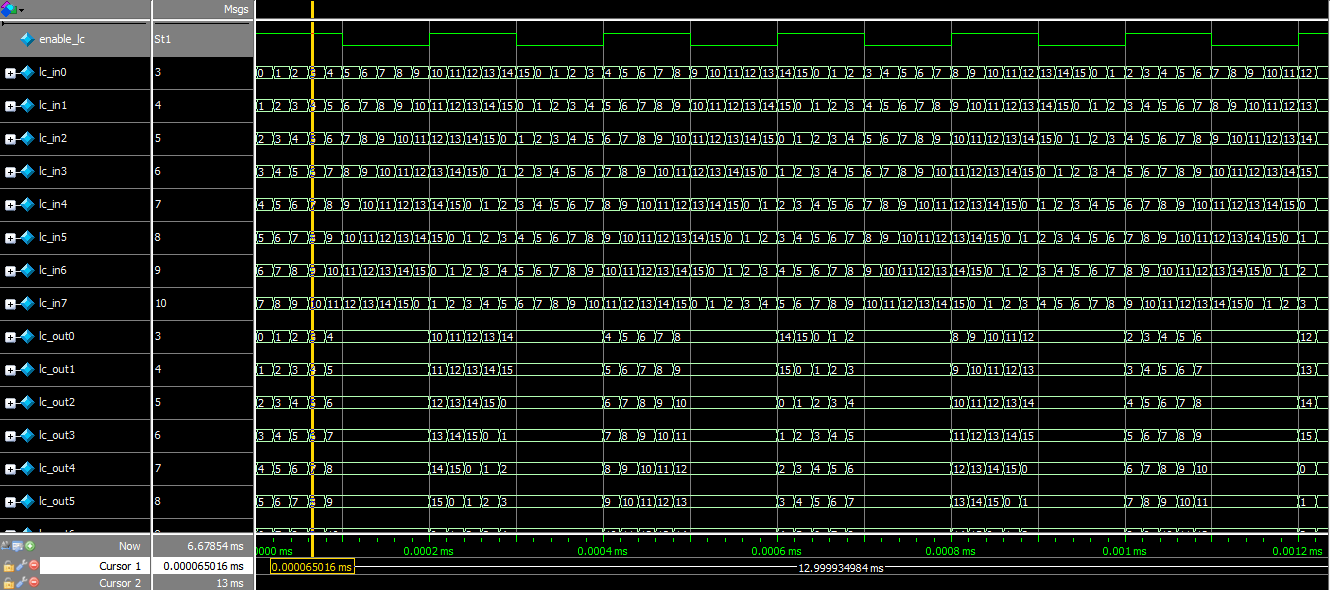 Msgs
enable_lc St1
lc_in0 3 0 1 2 3 4 5 6 7 8 9 10 11 12 13 14 15 0 1 2 3 4 5 6 7 8 9 10 11 12 13 14 15 0 1 2 3 4 5 6 7 8 9 10 11 12 13 14 15 0 1 2 3 4 5 6 7 8 9 10 11 12
lc_in1 4 1 2 3 4 5 6 7 8 9 10 11 12 13 14 15 0 1 2 3 4 5 6 7 8 9 10 11 12 13 14 15 0 1 2 3 4 5 6 7 8 9 10 11 12 13 14 15 0 1 2 3 4 5 6 7 8 9 10 11 12 13
lc_in2 5 2 3 4 5 6 7 8 9 10 11 12 13 14 15 0 1 2 3 4 5 6 7 8 9 10 11 12 13 14 15 0 1 2 3 4 5 6 7 8 9 10 11 12 13 14 15 0 1 2 3 4 5 6 7 8 9 10 11 12 13 14
lc_in3 6 3 4 5 6 7 8 9 10 11 12 13 14 15 0 1 2 3 4 5 6 7 8 9 10 11 12 13 14 15 0 1 2 3 4 5 6 7 8 9 10 11 12 13 14 15 0 1 2 3 4 5 6 7 8 9 10 11 12 13 14 15
lc_in4 7 4 5 6 7 8 9 10 11 12 13 14 15 0 1 2 3 4 5 6 7 8 9 10 11 12 13 14 15 0 1 2 3 4 5 6 7 8 9 10 11 12 13 14 15 0 1 2 3 4 5 6 7 8 9 10 11 12 13 14 15 0
lc_in5 8 5 6 7 8 9 10 11 12 13 14 15 0 1 2 3 4 5 6 7 8 9 10 11 12 13 14 15 0 1 2 3 4 5 6 7 8 9 10 11 12 13 14 15 0 1 2 3 4 5 6 7 8 9 10 11 12 13 14 15 0 1
lc_in6 9 6 7 8 9 10 11 12 13 14 15 0 1 2 3 4 5 6 7 8 9 10 11 12 13 14 15 0 1 2 3 4 5 6 7 8 9 10 11 12 13 14 15 0 1 2 3 4 5 6 7 8 9 10 11 12 13 14 15 0 1 2
lc_in7 10 7 8 9 10 11 12 13 14 15 0 1 2 3 4 5 6 7 8 9 10 11 12 13 14 15 0 1 2 3 4 5 6 7 8 9 10 11 12 13 14 15 0 1 2 3 4 5 6 7 8 9 10 11 12 13 14 15 0 1 2 3
lc_out0 3 0 1 2 3 4 10 11 12 13 14 4 5 6 7 8 14 15 0 1 2 8 9 10 11 12 2 3 4 5 6 12
lc_out1 4 1 2 3 4 5 11 12 13 14 15 5 6 7 8 9 15 0 1 2 3 9 10 11 12 13 3 4 5 6 7 13
lc_out2 5 2 3 4 5 6 12 13 14 15 0 6 7 8 9 10 0 1 2 3 4 10 11 12 13 14 4 5 6 7 8 14
lc_out3 6 3 4 5 6 7 13 14 15 0 1 7 8 9 10 11 1 2 3 4 5 11 12 13 14 15 5 6 7 8 9 15
lc_out4 7 4 5 6 7 8 14 15 0 1 2 8 9 10 11 12 2 3 4 5 6 12 13 14 15 0 6 7 8 9 10 0
lc_out5 8 5 6 7 8 9 15 0 1 2 3 9 10 11 12 13 3 4 5 6 7 13 14 15 0 1 7 8 9 10 11 1
Now 6.67854 ms 0000 ms 0.0002 ms 0.0004 ms 0.0006 ms 0.0008 ms 0.001 ms 0.0012 ms
Cursor 1 0.000065016 ms 0.000065016 ms 12.999934984 ms
Cursor 2 13 ms